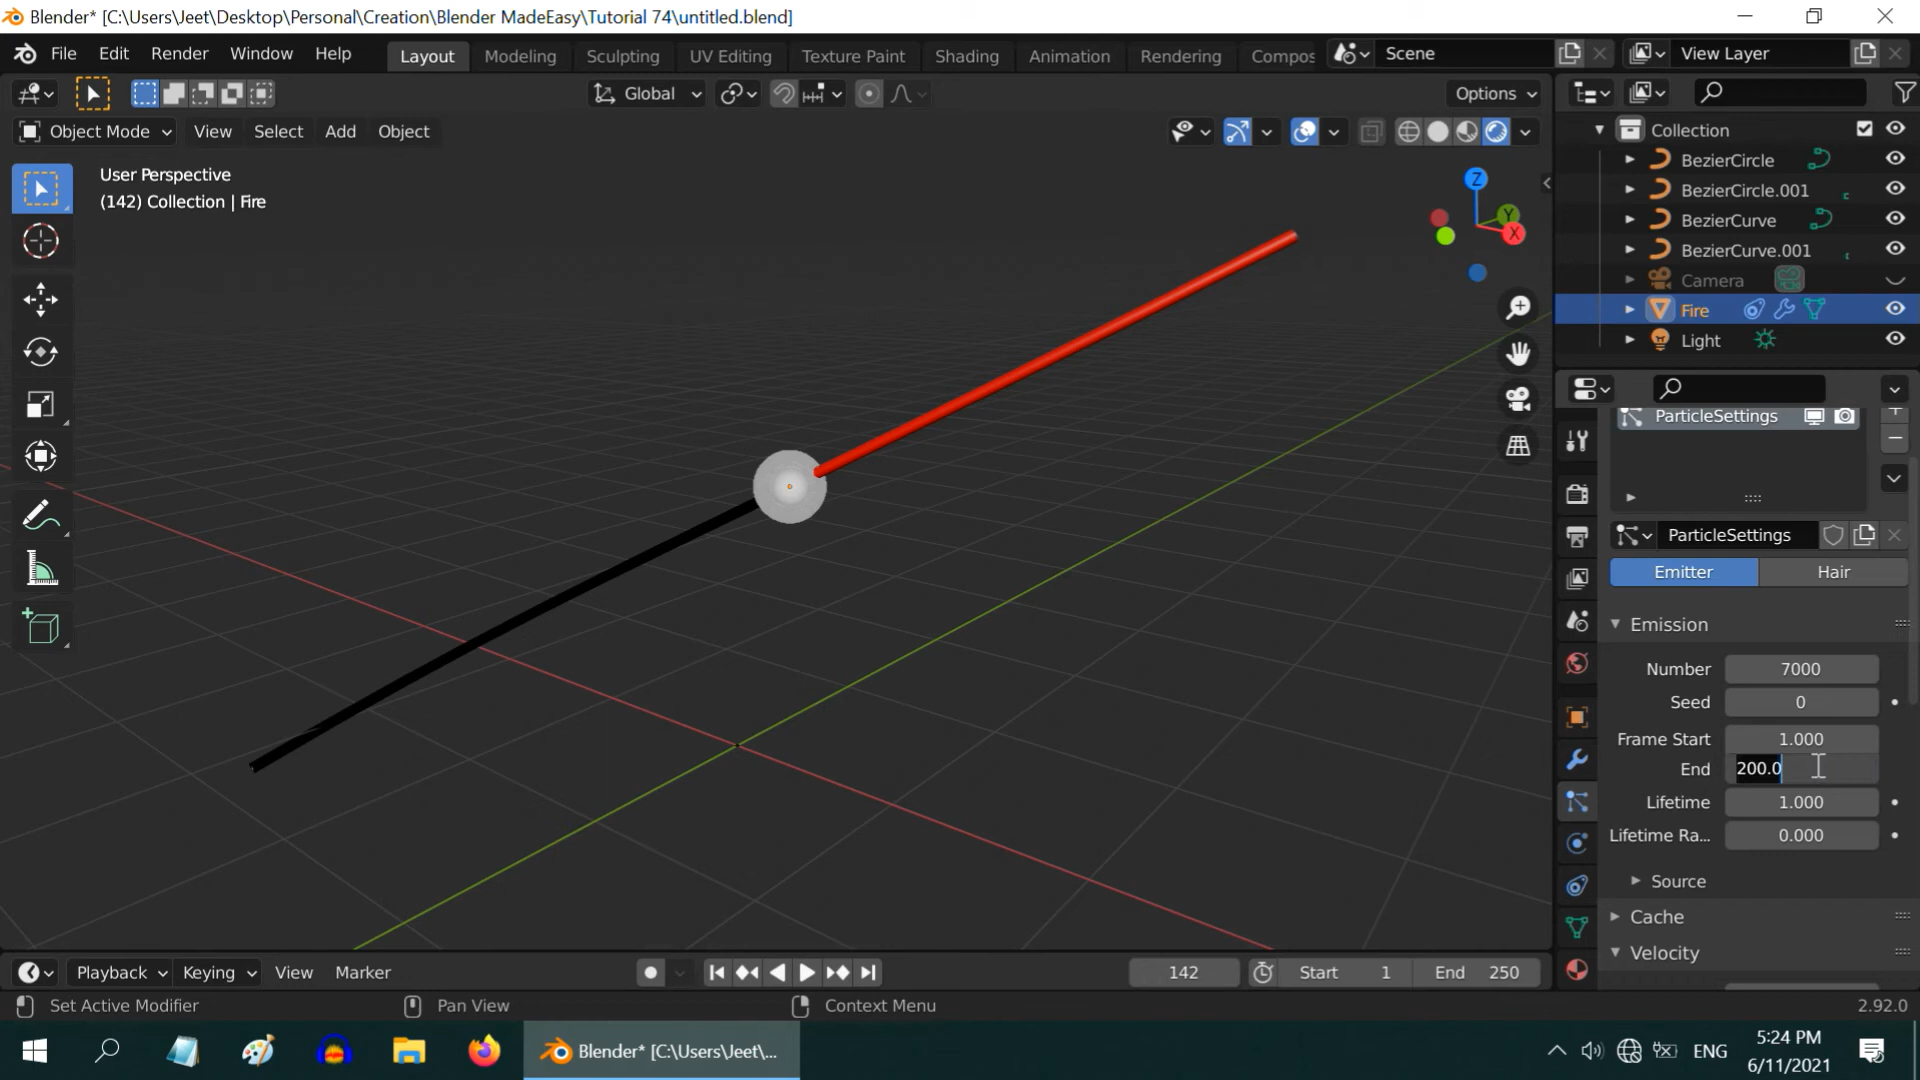 Blender* [C:\Users\Jeet\Desktop\Personal\Creation\Blender MadeEasy\Tutorial 74\untitled.blend]
File Edit Render Window Help Layout Modeling Sculpting UV Editing Texture Paint Shading Animation Rendering Compos Scene View Layer
Global Options
Object Mode View Select Add Object
User Perspective
(142) Collection | Fire
Z
Y
X
Collection
BezierCircle
BezierCircle.001
BezierCurve
BezierCurve.001
Camera
Fire
Light
ParticleSettings
ParticleSettings
Emitter Hair
Emission
Number 7000
Seed 0
Frame Start 1.000
End 200.0
Lifetime 1.000
Lifetime Ra... 0.000
Source
Cache
Velocity
Playback Keying View Marker 142 Start 1 End 250
Set Active Modifier Pan View Context Menu 2.92.0
Blender* [C:\Users\Jeet\... ENG
5:24 PM
6/11/2021